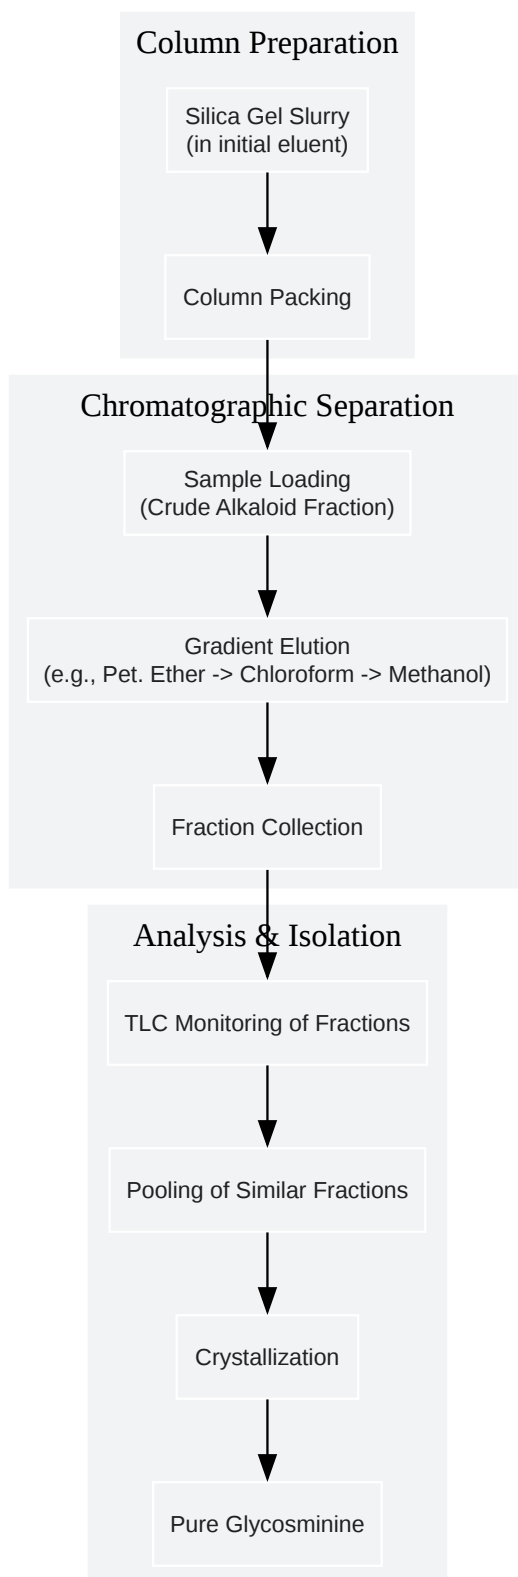 Column Preparation
Silica Gel Slurry
(in initial eluent)
Column Packing
Chromatographic Separation
Sample Loading
(Crude Alkaloid Fraction)
Gradient Elution
(e.g., Pet. Ether -> Chloroform -> Methanol)
Fraction Collection
Analysis & Isolation
TLC Monitoring of Fractions
Pooling of Similar Fractions
Crystallization
Pure Glycosminine